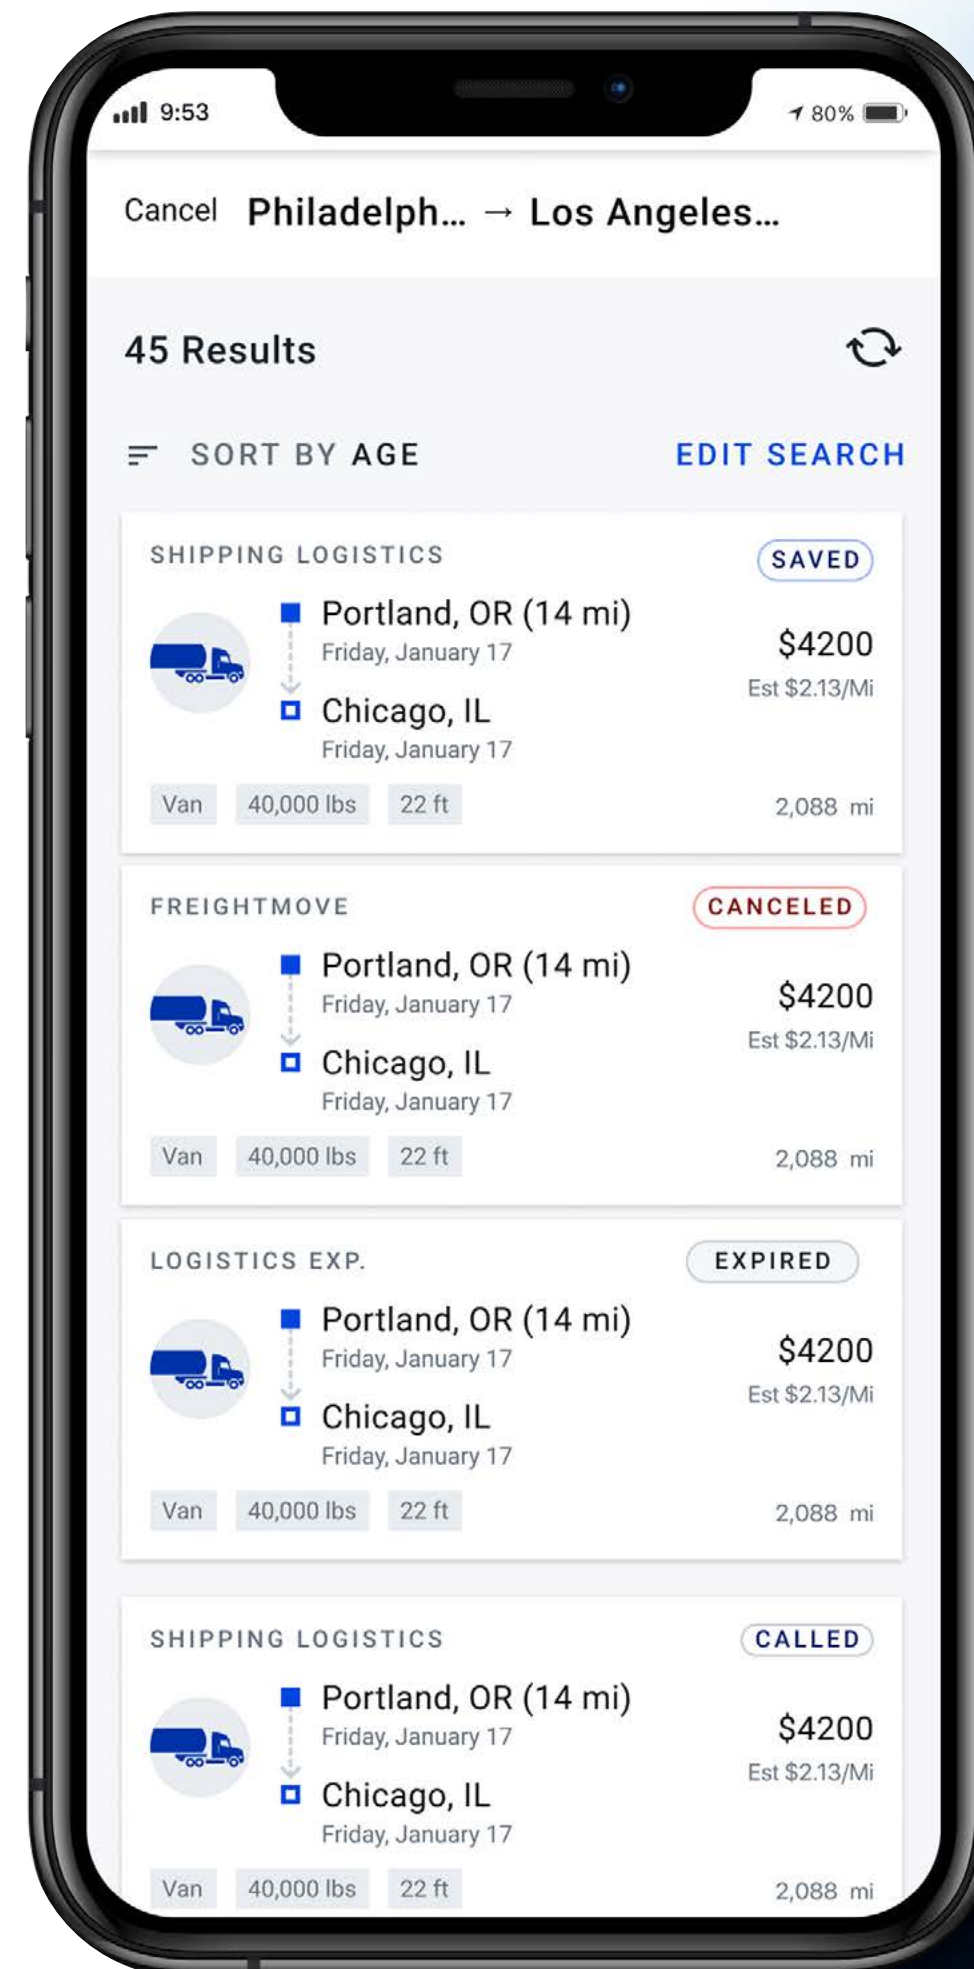 9:53
80%
Cancel Philadelph... → Los Angeles...
45 Results
SORT BY AGE EDIT SEARCH
SHIPPING LOGISTICS SAVED
Portland, OR (14 mi)
Friday, January 17
$4200
Est $2.13/Mi
Chicago, IL
Friday, January 17
Van 40,000 lbs 22 ft 2,088 mi
FREIGHTMOVE CANCELED
Portland, OR (14 mi)
Friday, January 17
$4200
Est $2.13/Mi
Chicago, IL
Friday, January 17
Van 40,000 lbs 22 ft 2,088 mi
LOGISTICS EXP. EXPIRED
Portland, OR (14 mi)
Friday, January 17
$4200
Est $2.13/Mi
Chicago, IL
Friday, January 17
Van 40,000 lbs 22 ft 2,088 mi
SHIPPING LOGISTICS CALLED
Portland, OR (14 mi)
Friday, January 17
$4200
Est $2.13/Mi
Chicago, IL
Friday, January 17
Van 40,000 lbs 22 ft 2,088 mi